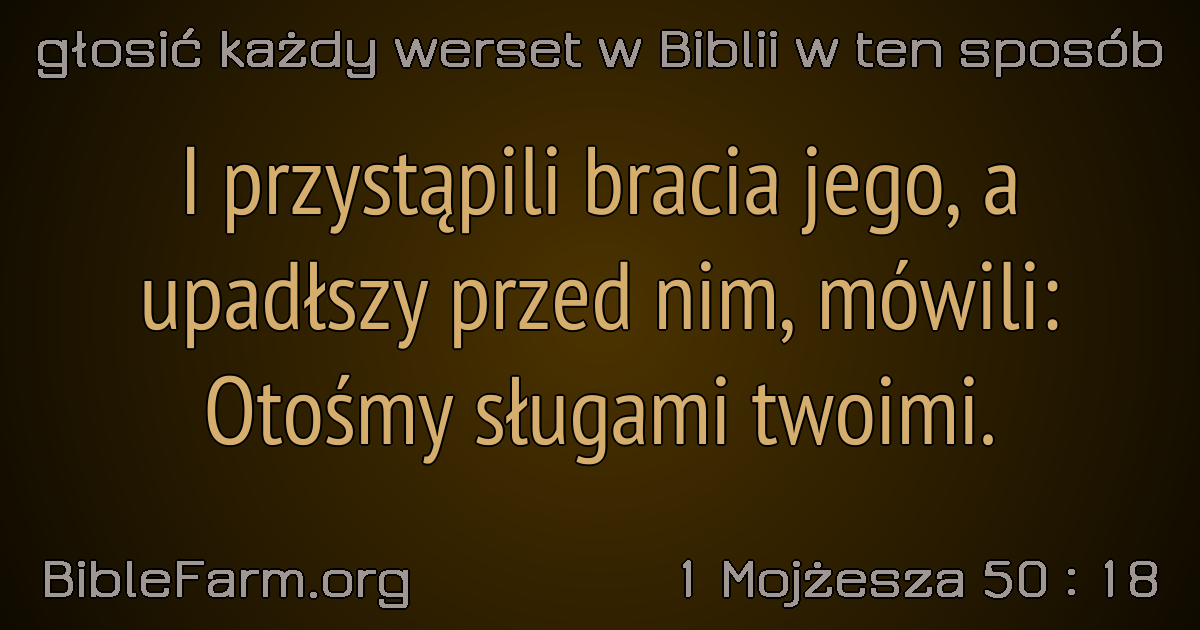 głosić każdy werset w Biblii w ten sposób
I przystąpili bracia jego, a
upadłszy przed nim, mówili:
Otośmy sługami twoimi.
BibleFarm.org
1 Mojżesza 50 : 18